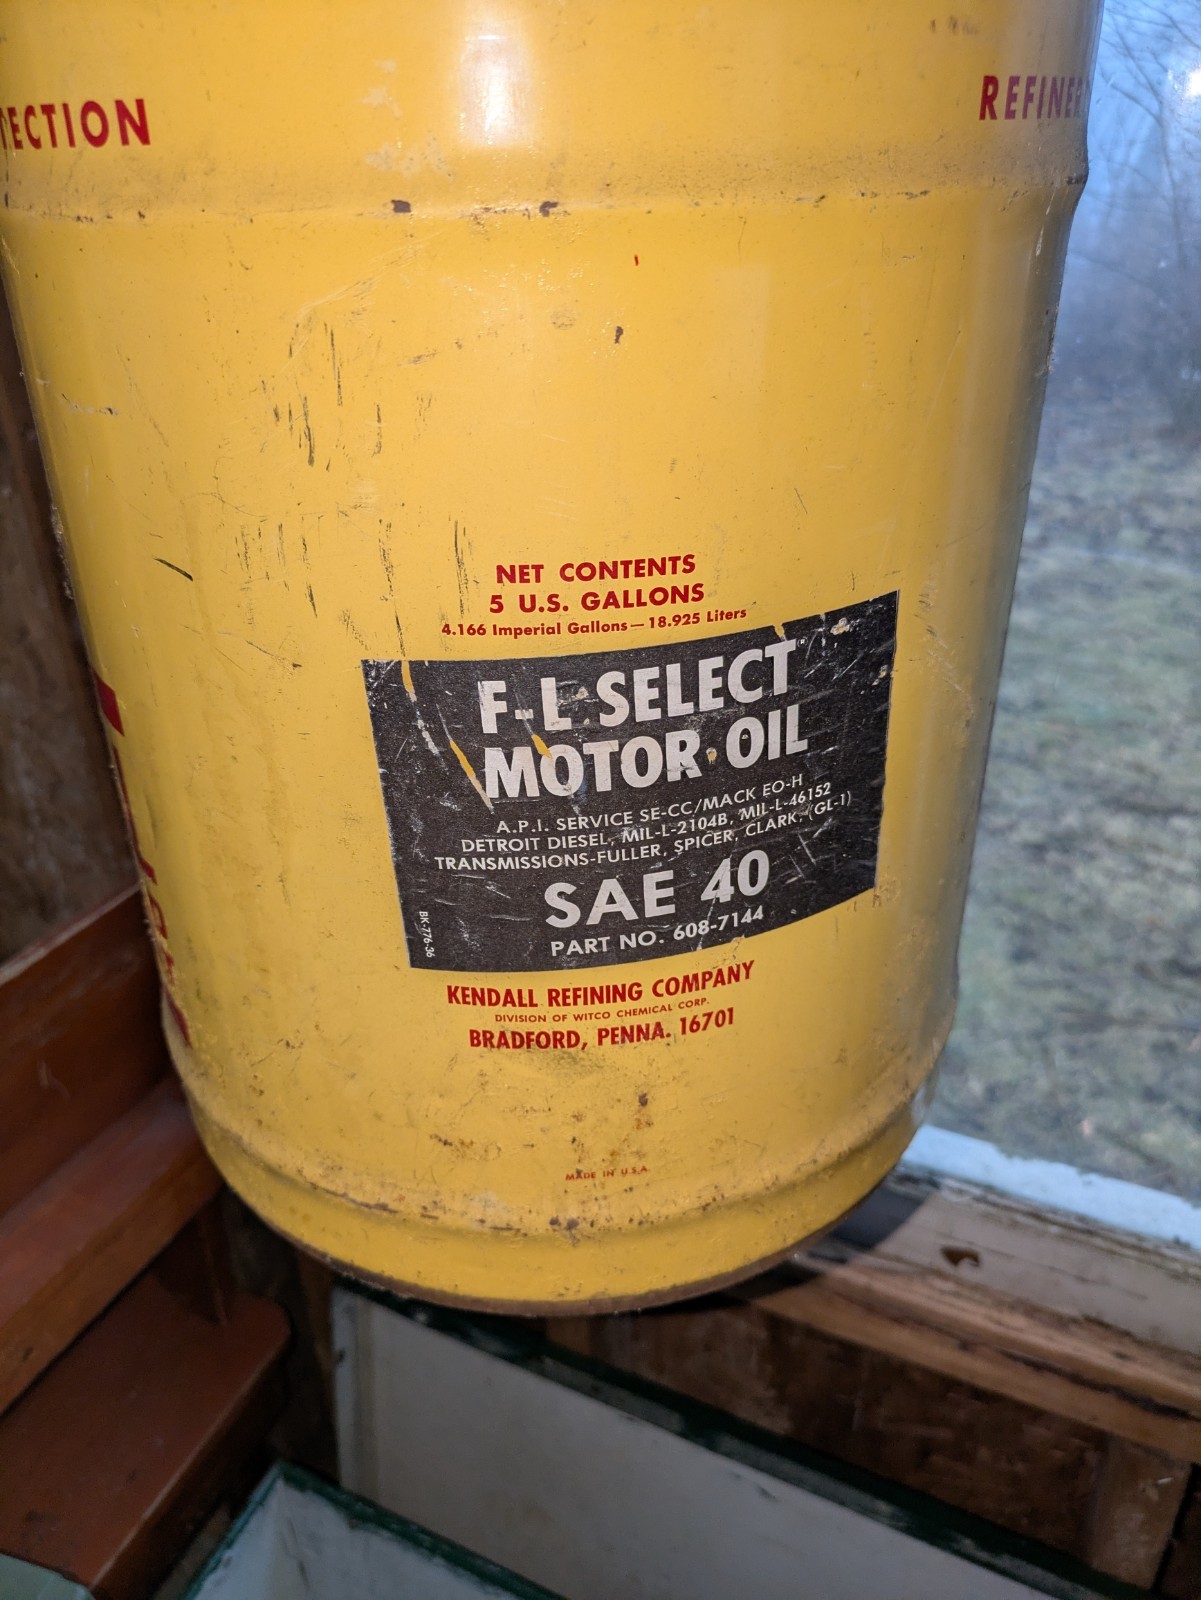 REFINER
NET CONTENTS
5 U.S. GALLONS
4.166 Imperial Gallons — 18.925 Liters
F-L SELECT
MOTOR OIL
A.P.I. SERVICE SE-CC/MACK EO-H
DETROIT DIESEL, MIL-L-2104B, MIL-L-46152
TRANSMISSIONS-FULLER, SPICER, CLARK, (GL-1)
SAE 40
PART NO. 608-7144
BK-776-36
KENDALL REFINING COMPANY
DIVISION OF WITCO CHEMICAL CORP.
BRADFORD, PENNA. 16701
MADE IN U.S.A.